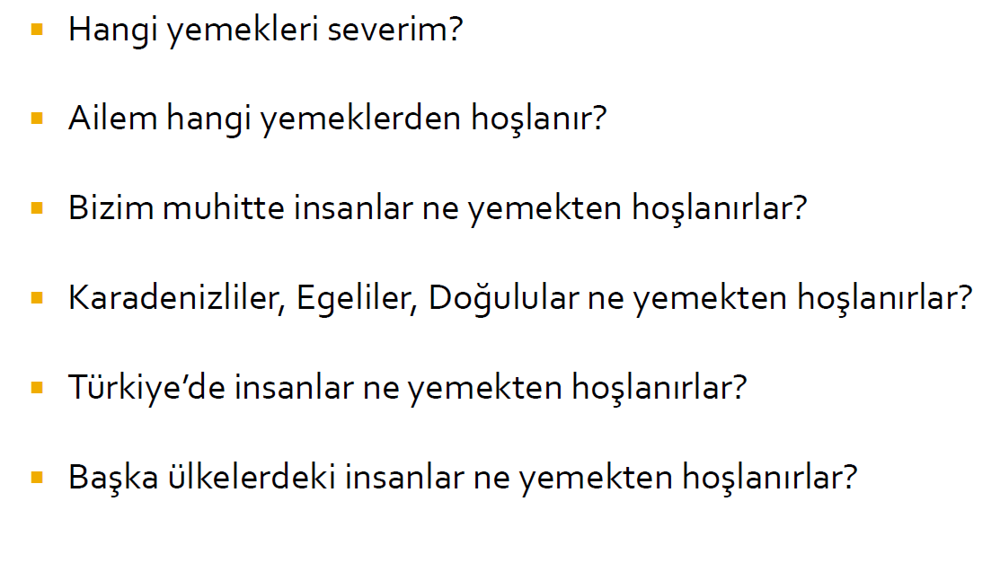 Hangi yemekleri severim?
Ailem hangi yemeklerden hoşlanır?
Bizim muhitte insanlar ne yemekten hoşlanırlar?
Karadenizliler, Egeliler, Doğulular ne yemekten hoşlanırlar?
Türkiye’de insanlar ne yemekten hoşlanırlar?
Başka ülkelerdeki insanlar ne yemekten hoşlanırlar?